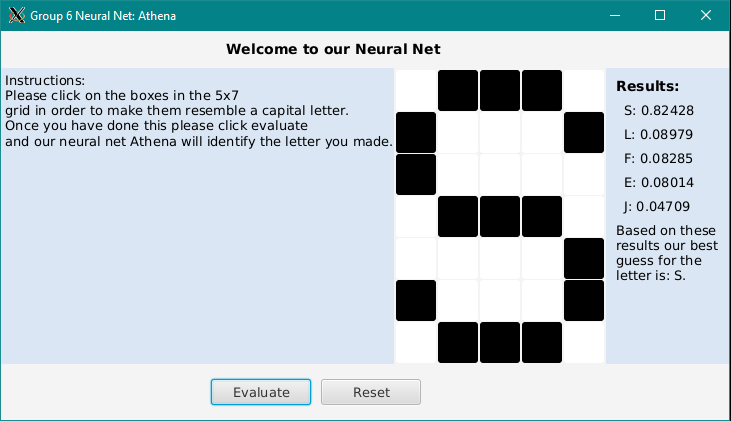 Group 6 Neural Net: Athena
Welcome to our Neural Net
Instructions:
Please click on the boxes in the 5x7
grid in order to make them resemble a capital letter.
Once you have done this please click evaluate
and our neural net Athena will identify the letter you made.
Results:
S: 0.82428
L: 0.08979
F: 0.08285
E: 0.08014
J: 0.04709
Based on these
results our best
guess for the
letter is: S.
Evaluate
Reset